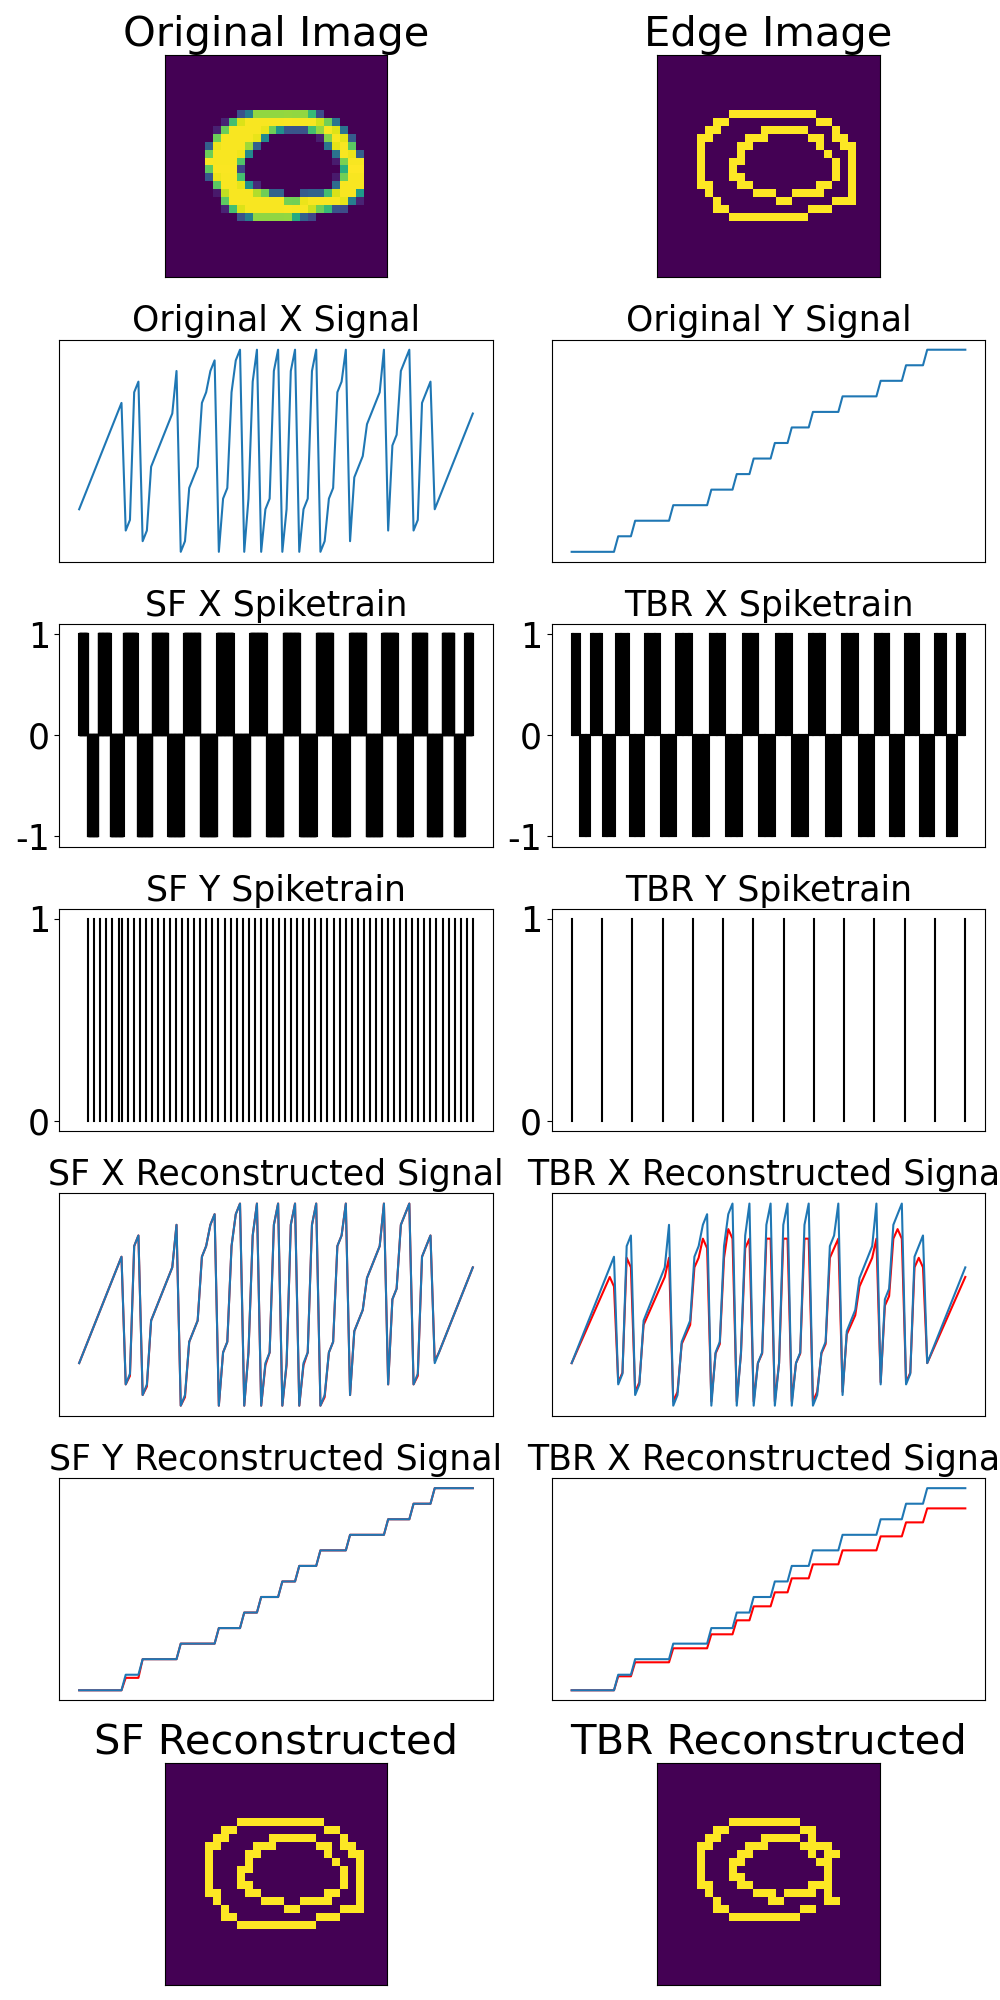 Original Image
Edge Image
Original X Signal
Original Y Signal
SF X Spiketrain
TBR X Spiketrain
1
0
-1
1
0
-1
SF Y Spiketrain
TBR Y Spiketrain
1
0
1
0
SF X Reconstructed Signal
TBR X Reconstructed Signa
SF Y Reconstructed Signal
TBR X Reconstructed Signa
SF Reconstructed
TBR Reconstructed